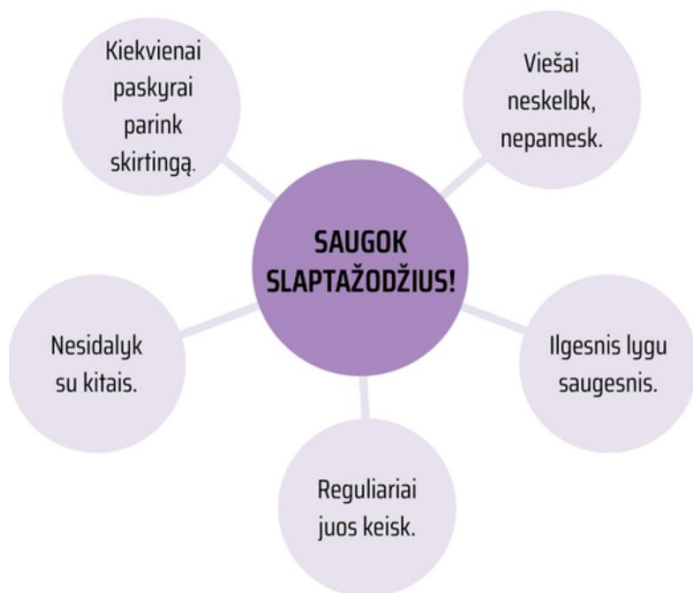 Kiekvienai
paskyrai
parink
skirtingą.
Viešai
neskelbk,
nepamesk.
SAUGOK
SLAPTAŽODŽIUS!
Nesidalyk
su kitais.
Ilgesnis lygu
saugesnis.
Reguliariai
juos keisk.